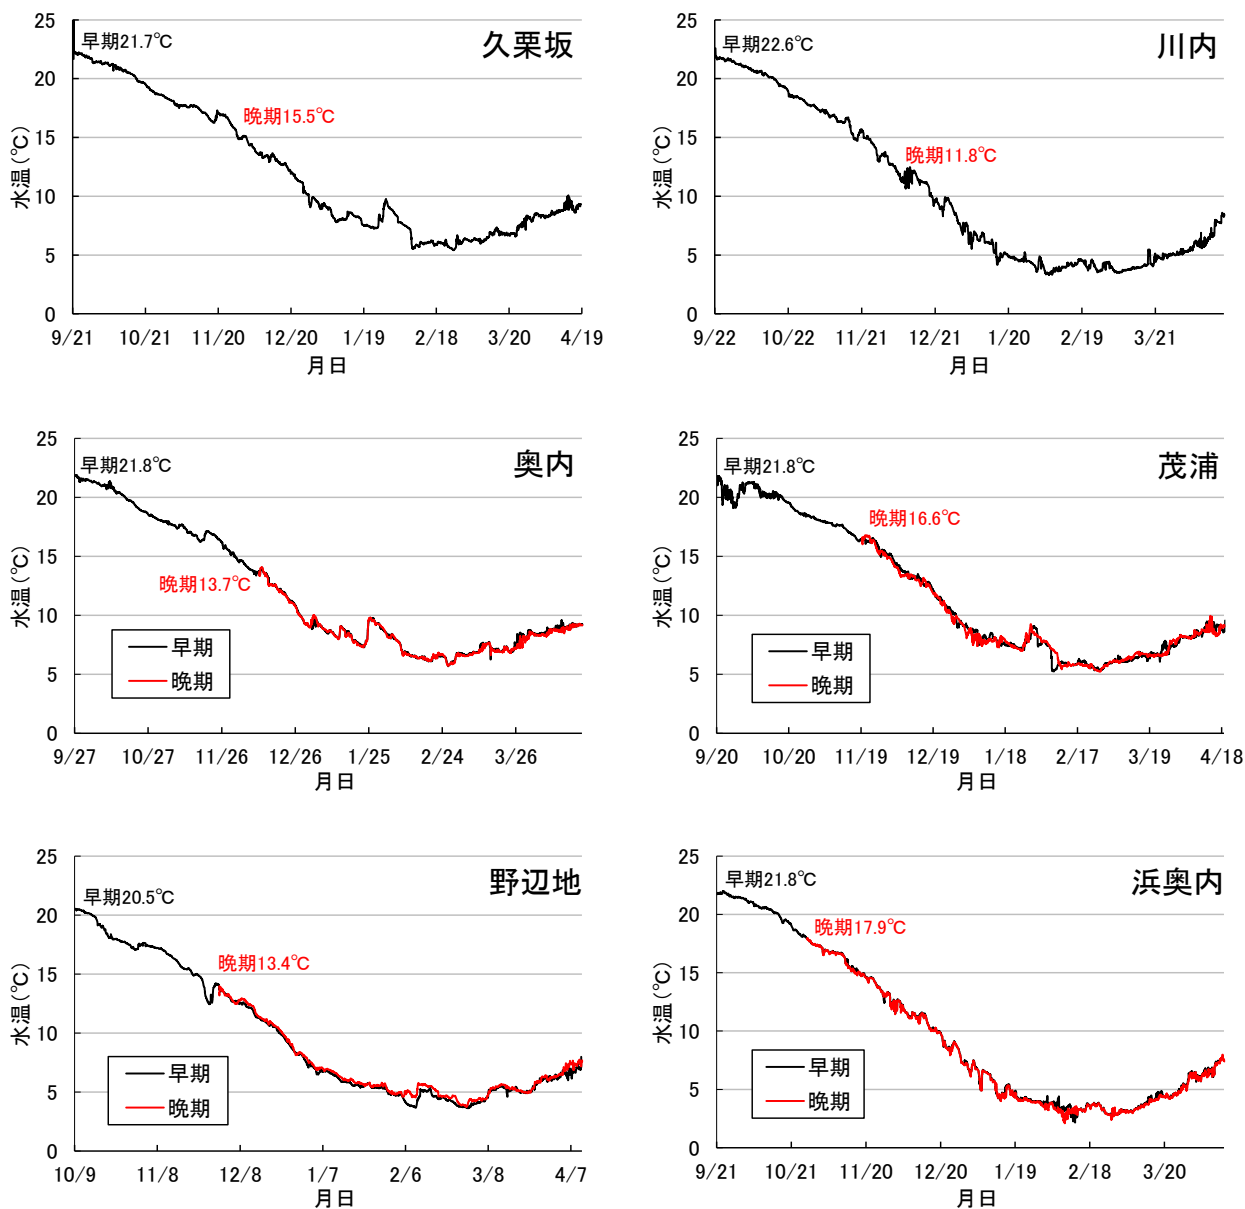 久栗坂
早期21.7℃
晩期15.5℃
水温(℃)
25
20
15
10
5
0
9/21 10/21 11/20 12/20 1/19 2/18 3/20 4/19
月日
川内
早期22.6℃
晩期11.8℃
水温(℃)
25
20
15
10
5
0
9/22 10/22 11/21 12/21 1/20 2/19 3/21
月日
奥内
早期21.8℃
晩期13.7℃
早期
晩期
水温(℃)
25
20
15
10
5
0
9/27 10/27 11/26 12/26 1/25 2/24 3/26
月日
茂浦
早期21.8℃
晩期16.6℃
早期
晩期
水温(℃)
25
20
15
10
5
0
9/20 10/20 11/19 12/19 1/18 2/17 3/19 4/18
月日
野辺地
早期20.5℃
晩期13.4℃
早期
晩期
水温(℃)
25
20
15
10
5
0
10/9 11/8 12/8 1/7 2/6 3/8 4/7
月日
浜奥内
早期21.8℃
晩期17.9℃
早期
晩期
水温(℃)
25
20
15
10
5
0
9/21 10/21 11/20 12/20 1/19 2/18 3/20
月日